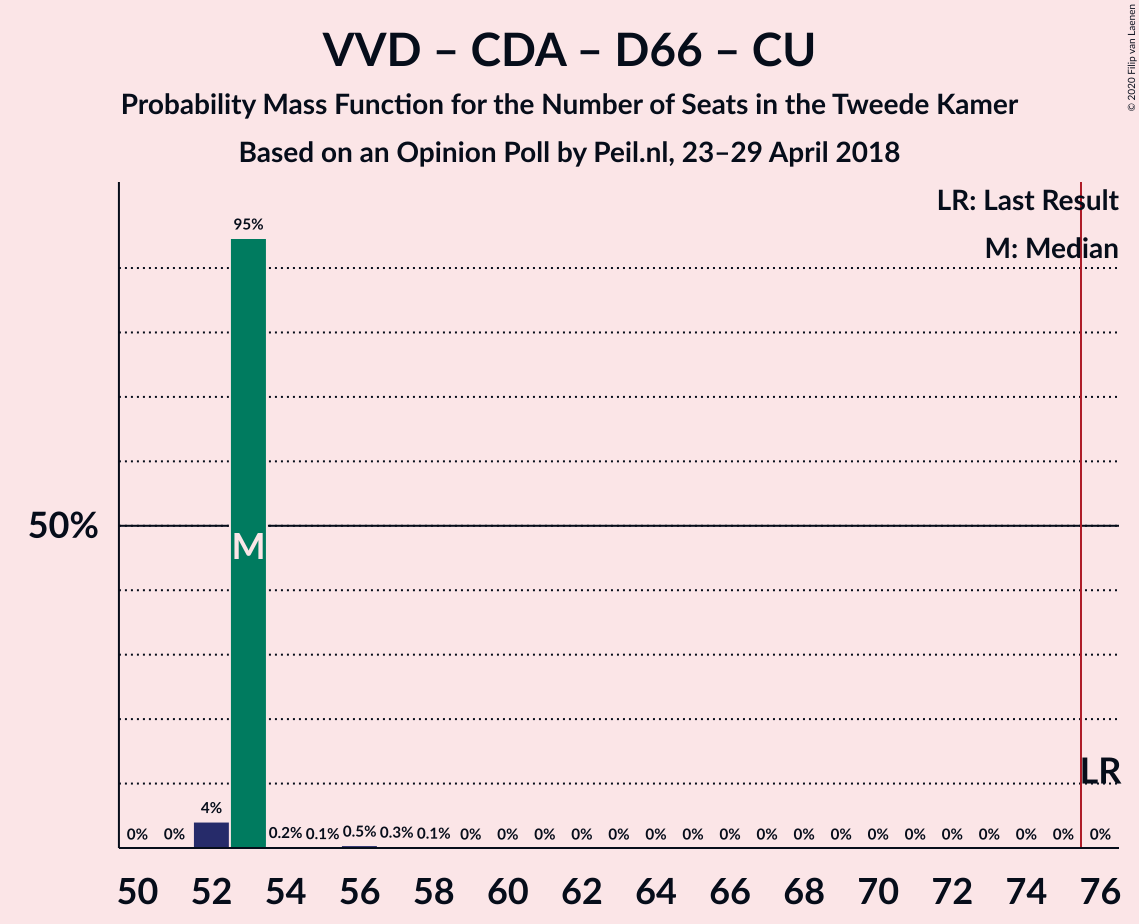 VVD – CDA – D66 – CU
Probability Mass Function for the Number of Seats in the Tweede Kamer
Based on an Opinion Poll by Peil.nl, 23–29 April 2018
© 2020 Filip van Laenen
LR: Last Result
M: Median
95%
50%
M
LR
4%
0% 0% 0.2% 0.1% 0.5% 0.3% 0.1% 0% 0% 0% 0% 0% 0% 0% 0% 0% 0% 0% 0% 0% 0% 0% 0% 0% 0%
50 52 54 56 58 60 62 64 66 68 70 72 74 76